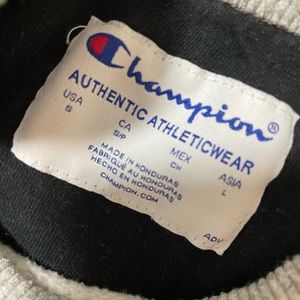 Champion®
AUTHENTIC ATHLETICWEAR
USA CA MEX ASIA
S S/P CH L
MADE IN HONDURAS
FABRIQUÉ AU HONDURAS
HECHO EN HONDURAS
CHAMPION.COM
ADV